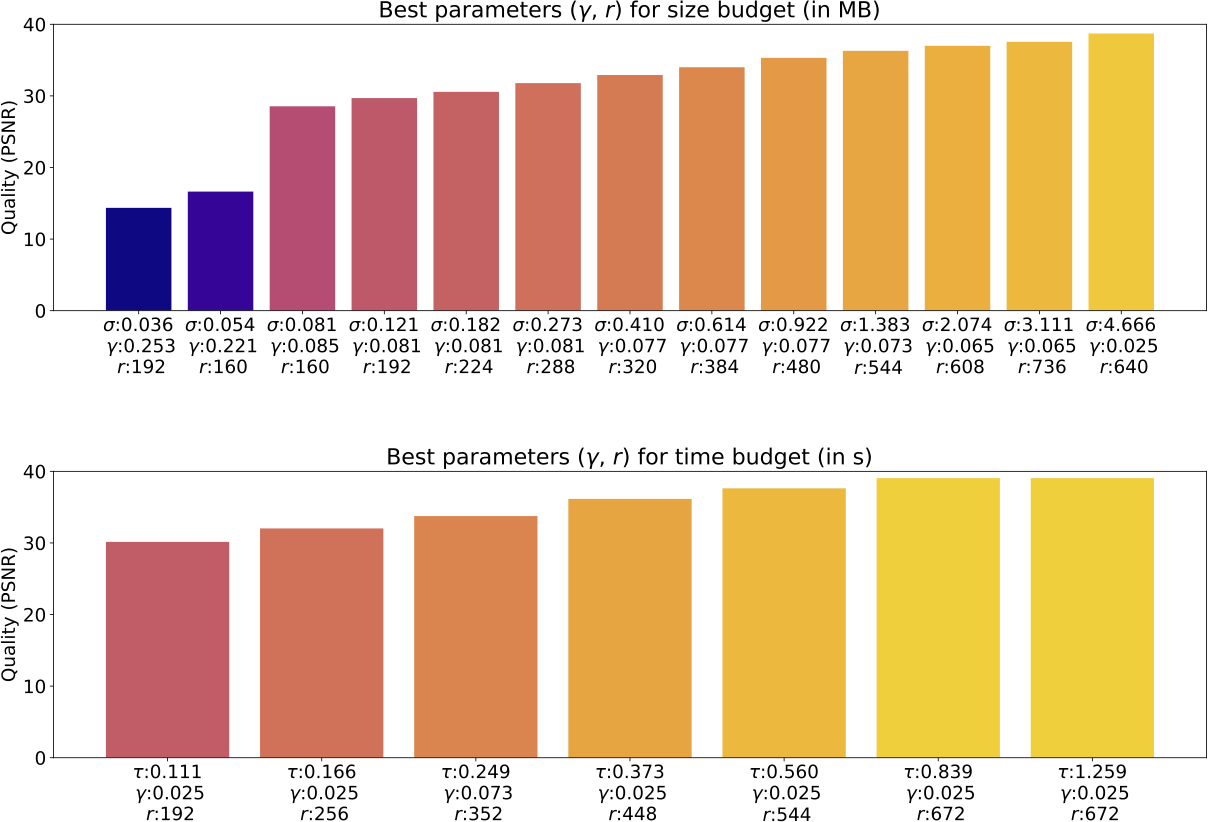 Best parameters (γ, r) for size budget (in MB)
Quality (PSNR)
40
30
20
10
0
σ:0.036 σ:0.054 σ:0.081 σ:0.121 σ:0.182 σ:0.273 σ:0.410 σ:0.614 σ:0.922 σ:1.383 σ:2.074 σ:3.111 σ:4.666
γ:0.253 γ:0.221 γ:0.085 γ:0.081 γ:0.081 γ:0.081 γ:0.077 γ:0.077 γ:0.077 γ:0.073 γ:0.065 γ:0.065 γ:0.025
r:192 r:160 r:160 r:192 r:224 r:288 r:320 r:384 r:480 r:544 r:608 r:736 r:640
Best parameters (γ, r) for time budget (in s)
Quality (PSNR)
40
30
20
10
0
τ:0.111 τ:0.166 τ:0.249 τ:0.373 τ:0.560 τ:0.839 τ:1.259
γ:0.025 γ:0.025 γ:0.073 γ:0.025 γ:0.025 γ:0.025 γ:0.025
r:192 r:256 r:352 r:448 r:544 r:672 r:672